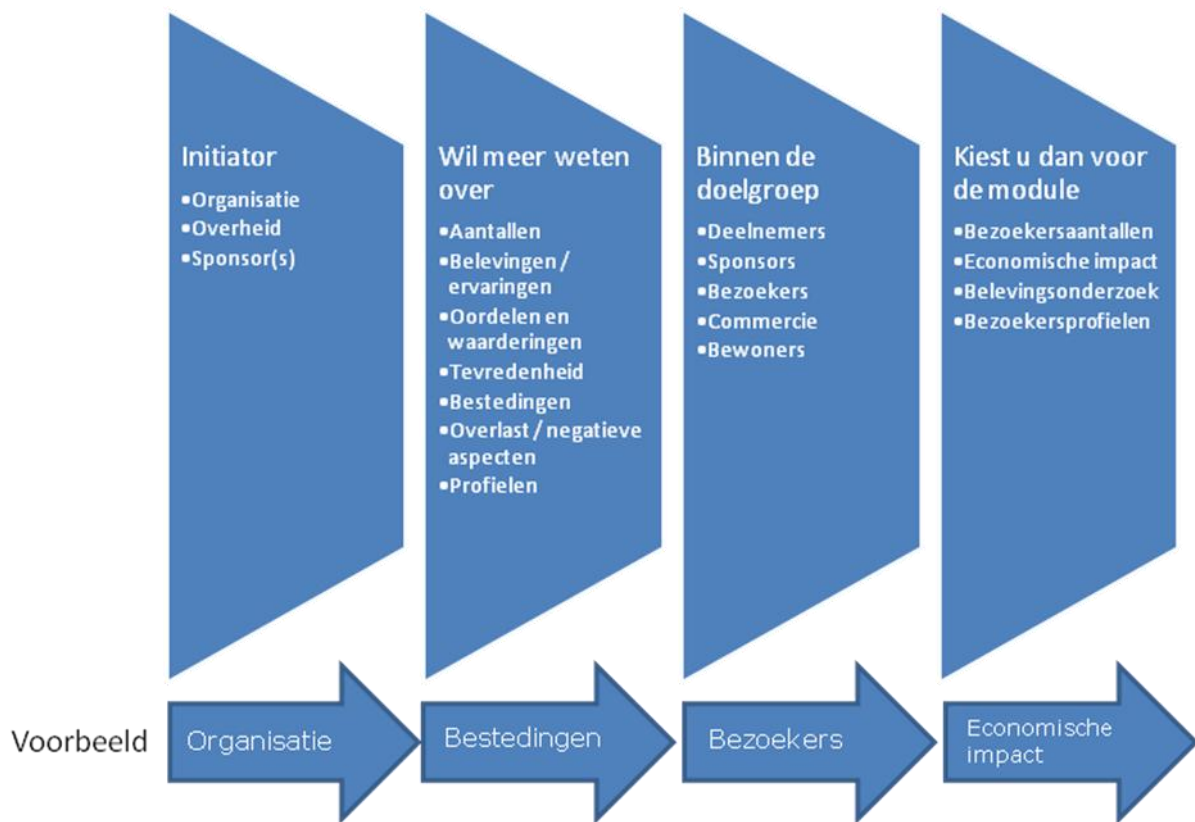 Initiator
•Organisatie
•Overheid
•Sponsor(s)
Wil meer weten
over
•Aantallen
•Belevingen /
ervaringen
•Oordelen en
waarderingen
•Tevredenheid
•Bestedingen
•Overlast / negatieve
aspecten
•Profielen
Binnen de
doelgroep
•Deelnemers
•Sponsors
•Bezoekers
•Commercie
•Bewoners
Kiest u dan voor
de module
•Bezoekersaantallen
•Economische impact
•Belevingsonderzoek
•Bezoekersprofielen
Voorbeeld
Organisatie
Bestedingen
Bezoekers
Economische
impact